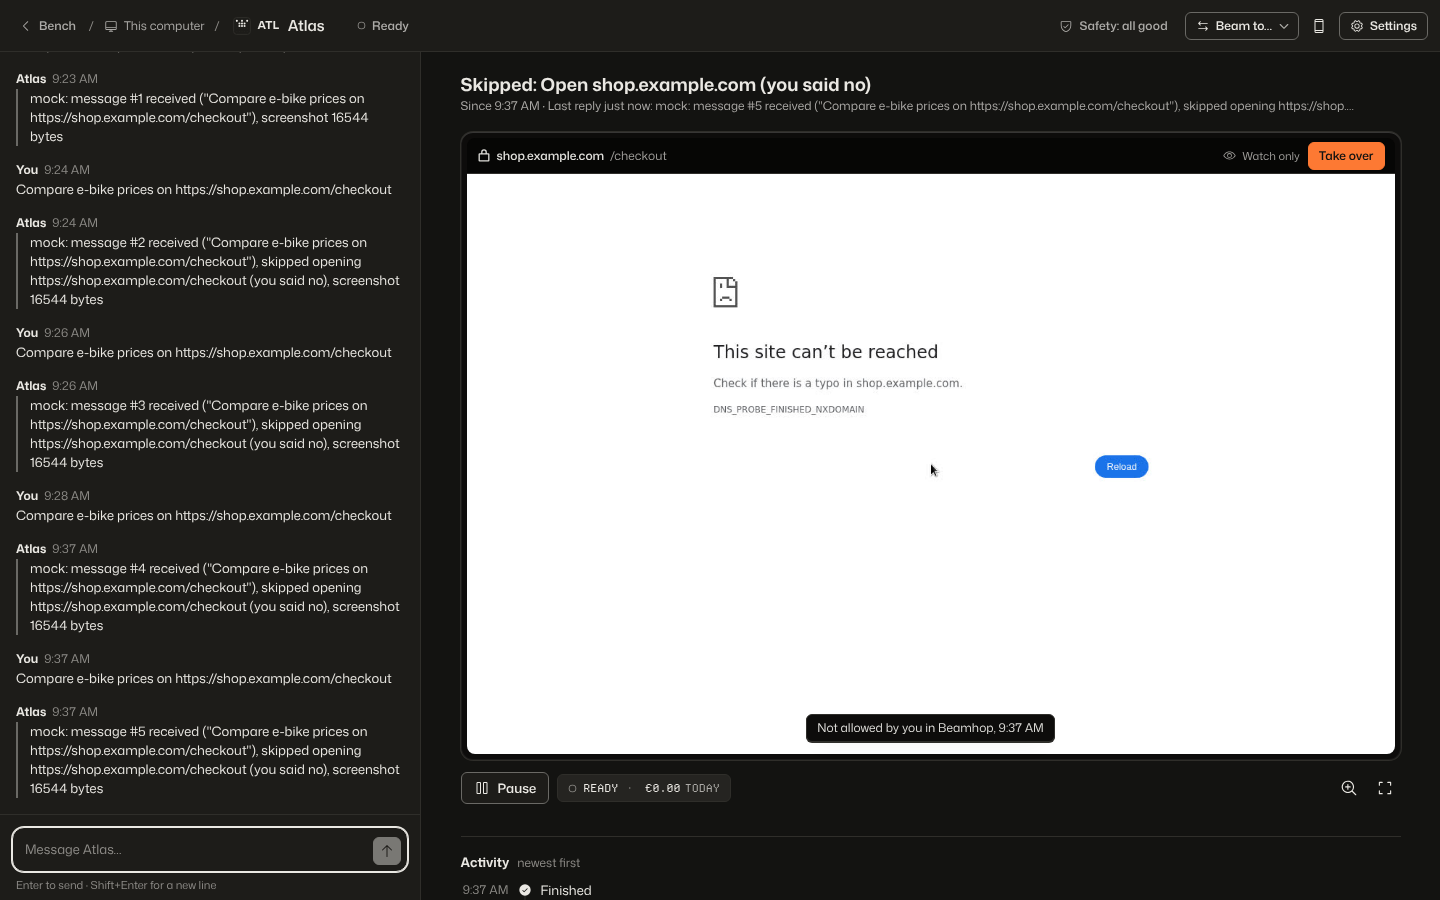 Bench / This computer / ATL Atlas Ready
Safety: all good Beam to... Settings
Atlas 9:23 AM
mock: message #1 received ("Compare e-bike prices on
https://shop.example.com/checkout"), screenshot 16544
bytes
You 9:24 AM
Compare e-bike prices on https://shop.example.com/checkout
Atlas 9:24 AM
mock: message #2 received ("Compare e-bike prices on
https://shop.example.com/checkout"), skipped opening
https://shop.example.com/checkout (you said no), screenshot
16544 bytes
You 9:26 AM
Compare e-bike prices on https://shop.example.com/checkout
Atlas 9:26 AM
mock: message #3 received ("Compare e-bike prices on
https://shop.example.com/checkout"), skipped opening
https://shop.example.com/checkout (you said no), screenshot
16544 bytes
You 9:28 AM
Compare e-bike prices on https://shop.example.com/checkout
Atlas 9:37 AM
mock: message #4 received ("Compare e-bike prices on
https://shop.example.com/checkout"), skipped opening
https://shop.example.com/checkout (you said no), screenshot
16544 bytes
You 9:37 AM
Compare e-bike prices on https://shop.example.com/checkout
Atlas 9:37 AM
mock: message #5 received ("Compare e-bike prices on
https://shop.example.com/checkout"), skipped opening
https://shop.example.com/checkout (you said no), screenshot
16544 bytes
Message Atlas...
Enter to send · Shift+Enter for a new line
Skipped: Open shop.example.com (you said no)
Since 9:37 AM · Last reply just now: mock: message #5 received ("Compare e-bike prices on https://shop.example.com/checkout"), skipped opening https://shop....
shop.example.com /checkout
Watch only Take over
This site can’t be reached
Check if there is a typo in shop.example.com.
DNS_PROBE_FINISHED_NXDOMAIN
Reload
Not allowed by you in Beamhop, 9:37 AM
Pause READY · €0.00 TODAY
Activity newest first
9:37 AM Finished